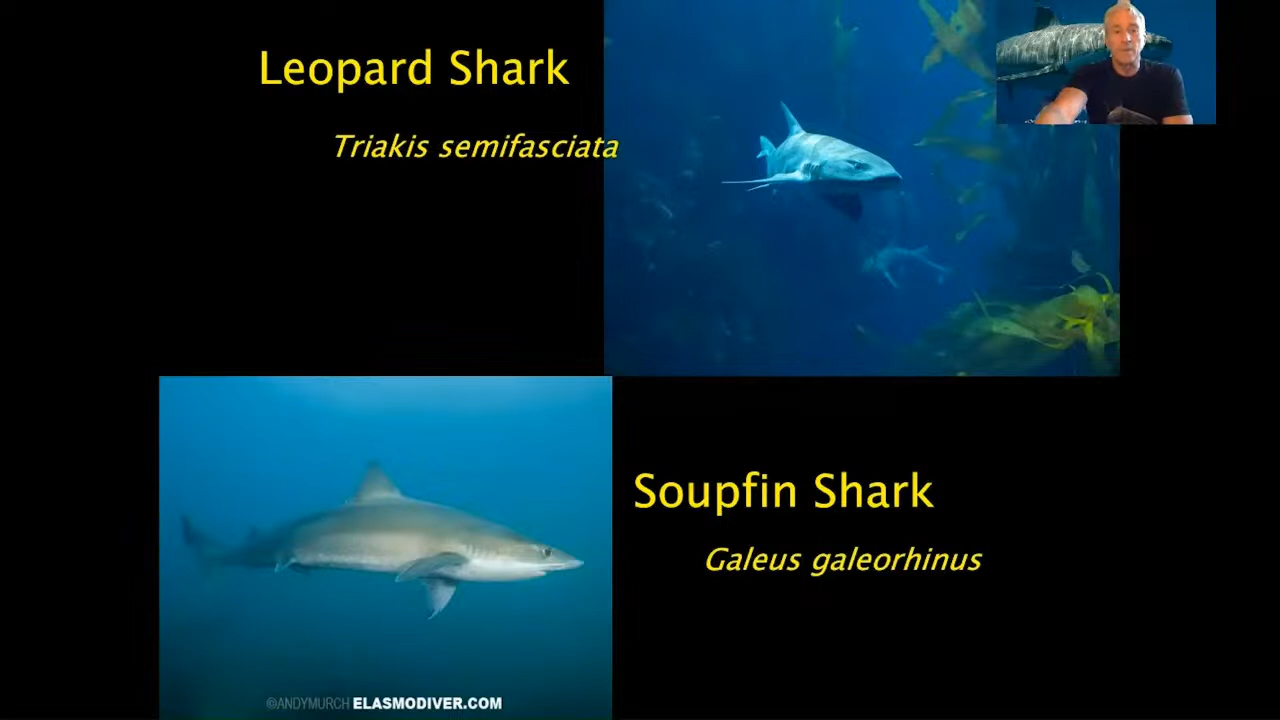 Leopard Shark
Triakis semifasciata
Soupfin Shark
Galeus galeorhinus
©ANDYMURCH ELASMODIVER.COM